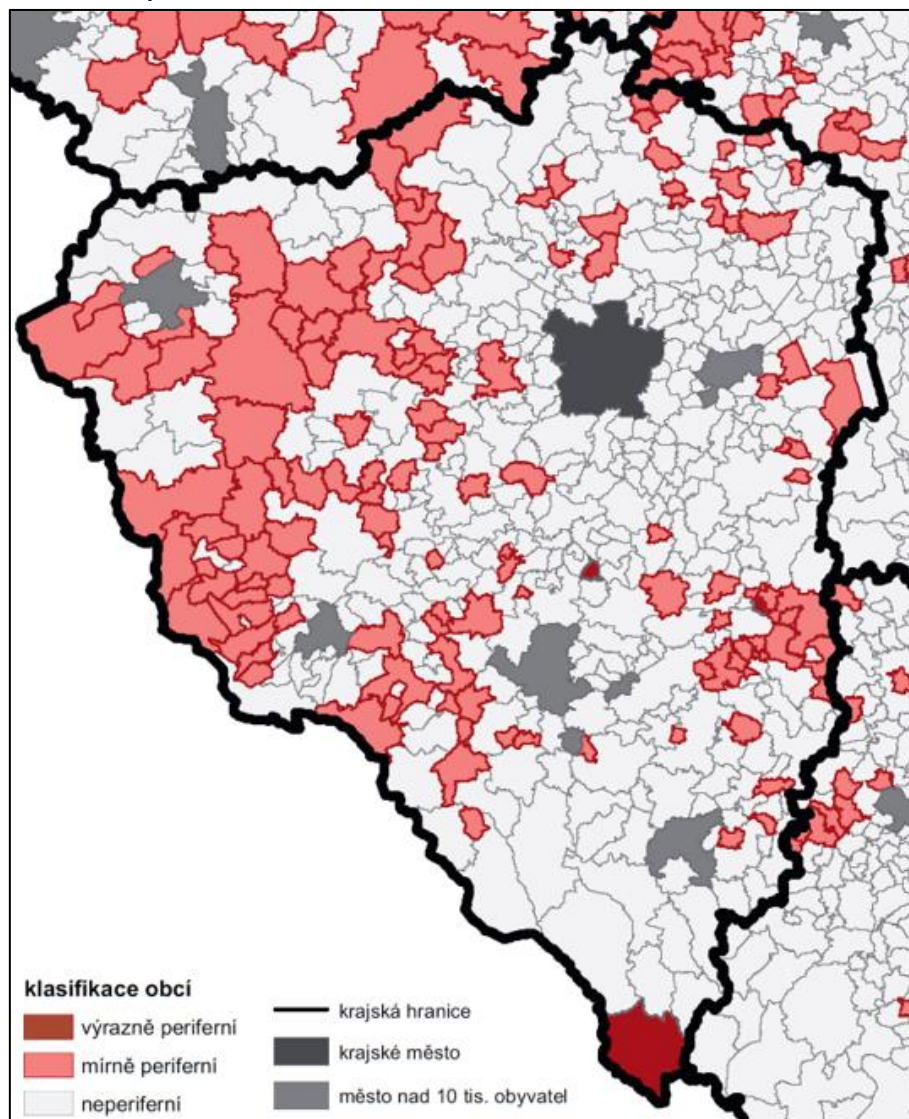 klasifikace obcí
výrazně periferní
mírně periferní
neperiferní
krajská hranice
krajské město
město nad 10 tis. obyvatel